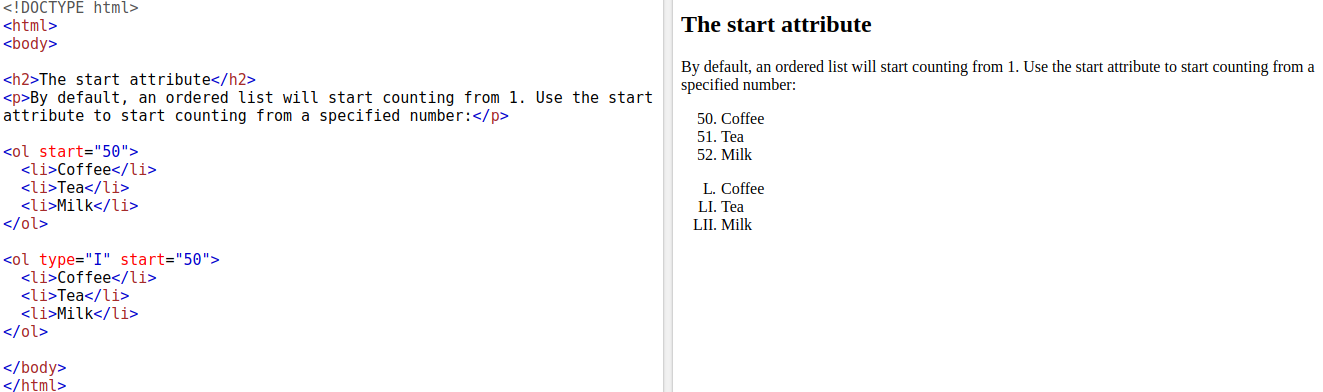 <!DOCTYPE html>
<html>
<body>
<h2>The start attribute</h2>
<p>By default, an ordered list will start counting from 1. Use the start
attribute to start counting from a specified number:</p>
<ol start="50">
  <li>Coffee</li>
  <li>Tea</li>
  <li>Milk</li>
</ol>
<ol type="I" start="50">
  <li>Coffee</li>
  <li>Tea</li>
  <li>Milk</li>
</ol>
</body>
</html>
The start attribute
By default, an ordered list will start counting from 1. Use the start attribute to start counting from a
specified number:
50. Coffee
51. Tea
52. Milk
L. Coffee
LI. Tea
LII. Milk